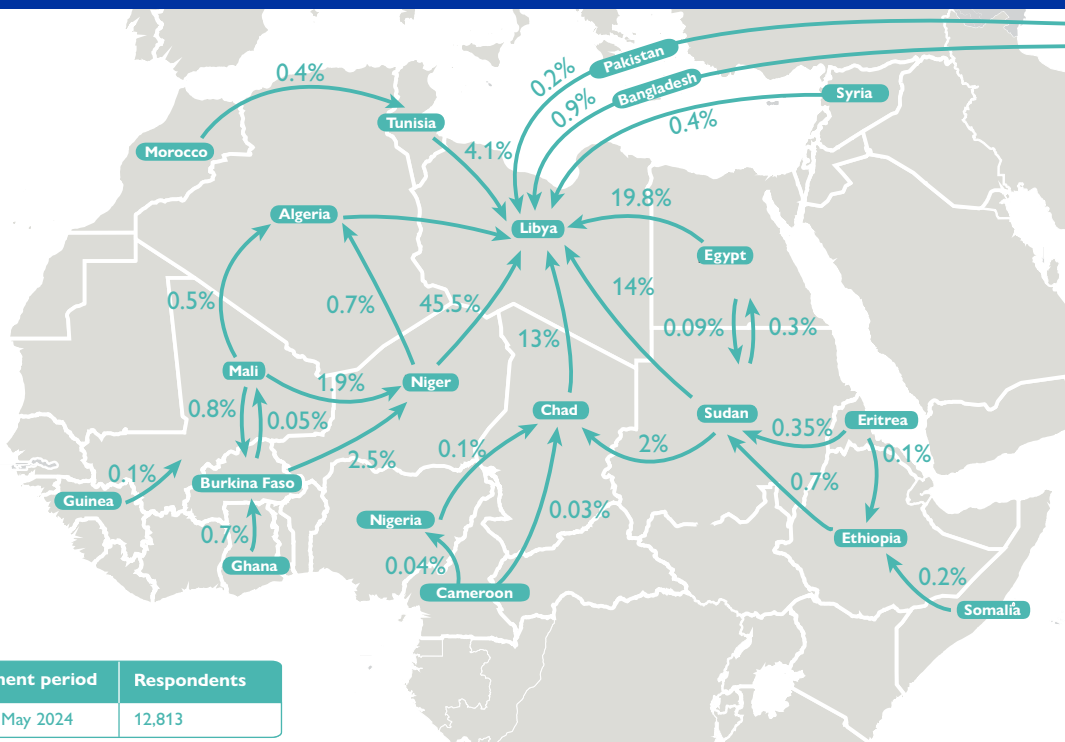 0.4%
Morocco
Tunisia
4.1%
0.2%
Pakistan
0.9%
Bangladesh
0.4%
Syria
Algeria
Libya
19.8%
Egypt
0.5%
0.7%
45.5%
13%
14%
0.09%
0.3%
Mali
1.9%
Niger
Chad
Sudan
0.35%
Eritrea
0.8%
0.05%
0.1%
2%
0.1%
2.5%
0.1%
Guinea
Burkina Faso
0.7%
Nigeria
0.03%
0.7%
Ghana
0.04%
Cameroon
Ethiopia
0.2%
Somalia
period
Respondents
May 2024
12,813